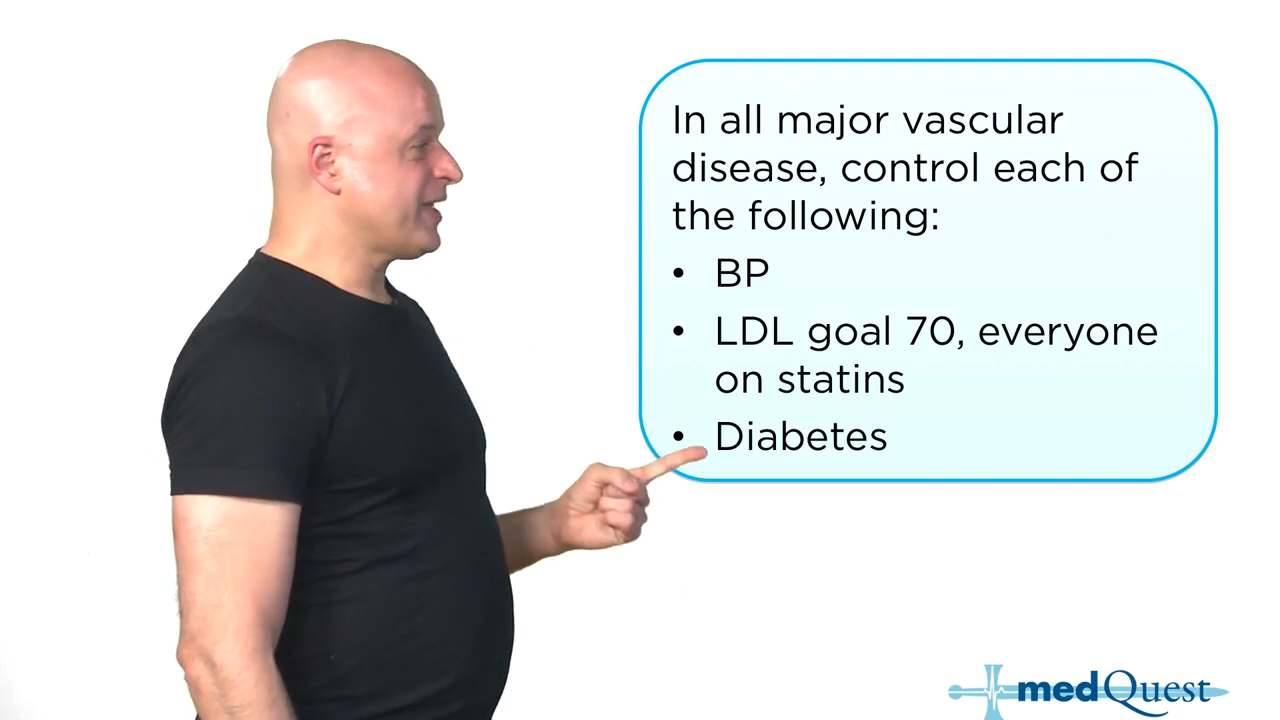 In all major vascular
disease, control each of
the following:
• BP
• LDL goal 70, everyone
on statins
• Diabetes
medQuest